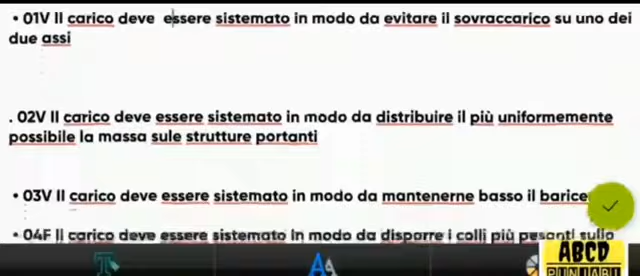 • 01V Il carico deve essere sistemato in modo da evitare il sovraccarico su uno dei
due assi
. 02V Il carico deve essere sistemato in modo da distribuire il più uniformemente
possibile la massa sule strutture portanti
• 03V Il carico deve essere sistemato in modo da mantenerne basso il
• 04F Il carico deve essere sistemato in modo da disporre i colli più pesanti sullo
ABCD
PUNJABI